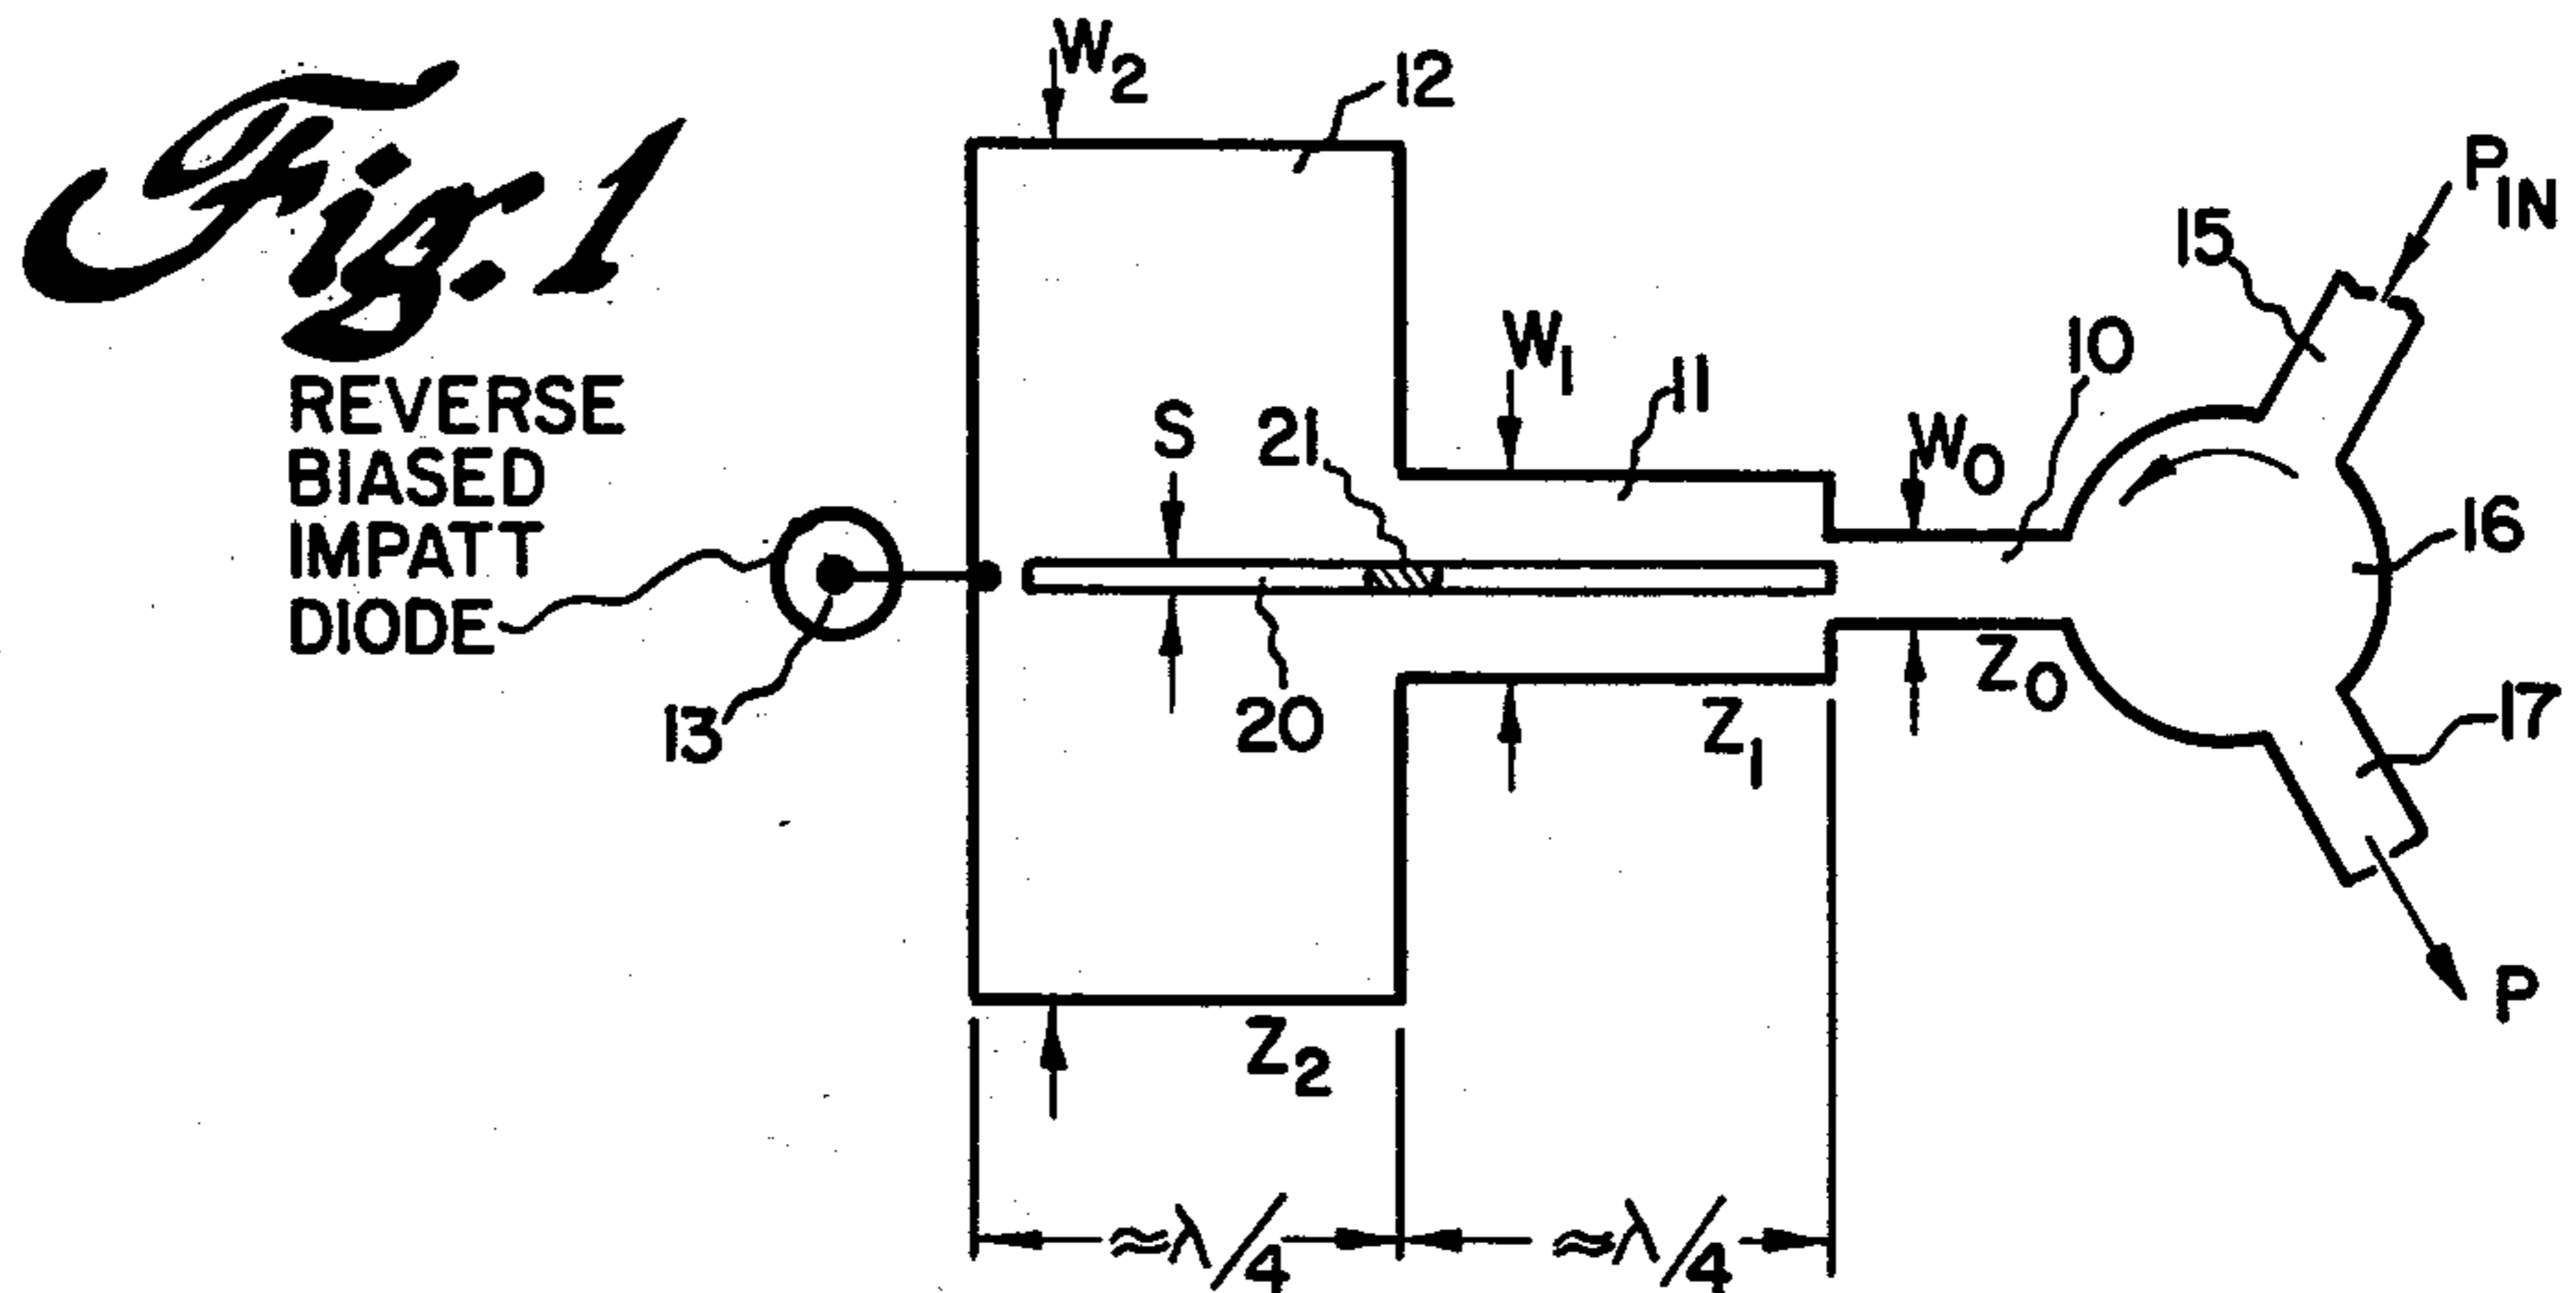 Fig. 1
W2
12
PIN
15
W1
11
10
W0
S
21
REVERSE
BIASED
IMPATT
DIODE
16
13
20
Z1
Z0
17
Z2
P
≈λ/4
≈λ/4